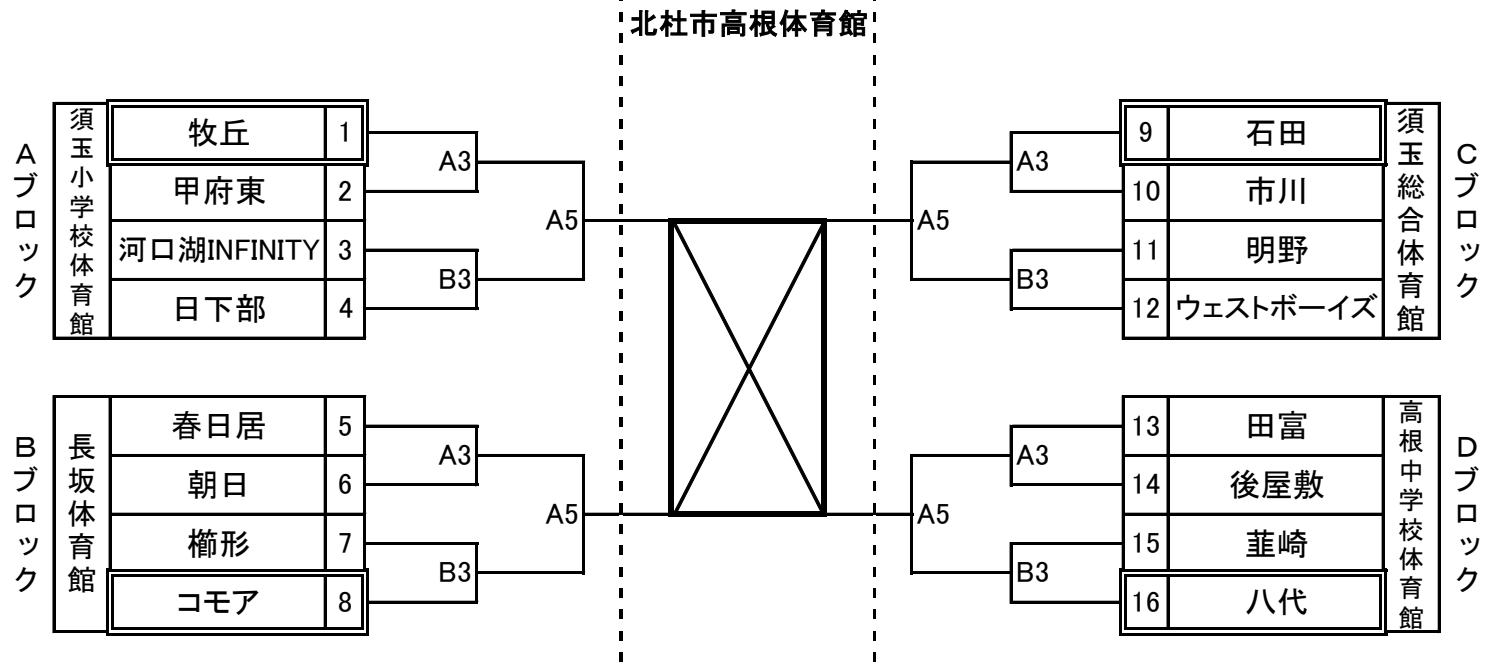 北杜市高根体育館
Aブロック
須玉小学校体育館
牧丘 1
甲府東 2
河口湖INFINITY 3
日下部 4
A3
B3
A5
Bブロック
長坂体育館
春日居 5
朝日 6
櫛形 7
コモア 8
A3
B3
A5
Cブロック
須玉総合体育館
9 石田
10 市川
11 明野
12 ウェストボーイズ
A3
B3
A5
Dブロック
高根中学校体育館
13 田富
14 後屋敷
15 韮崎
16 八代
A3
B3
A5